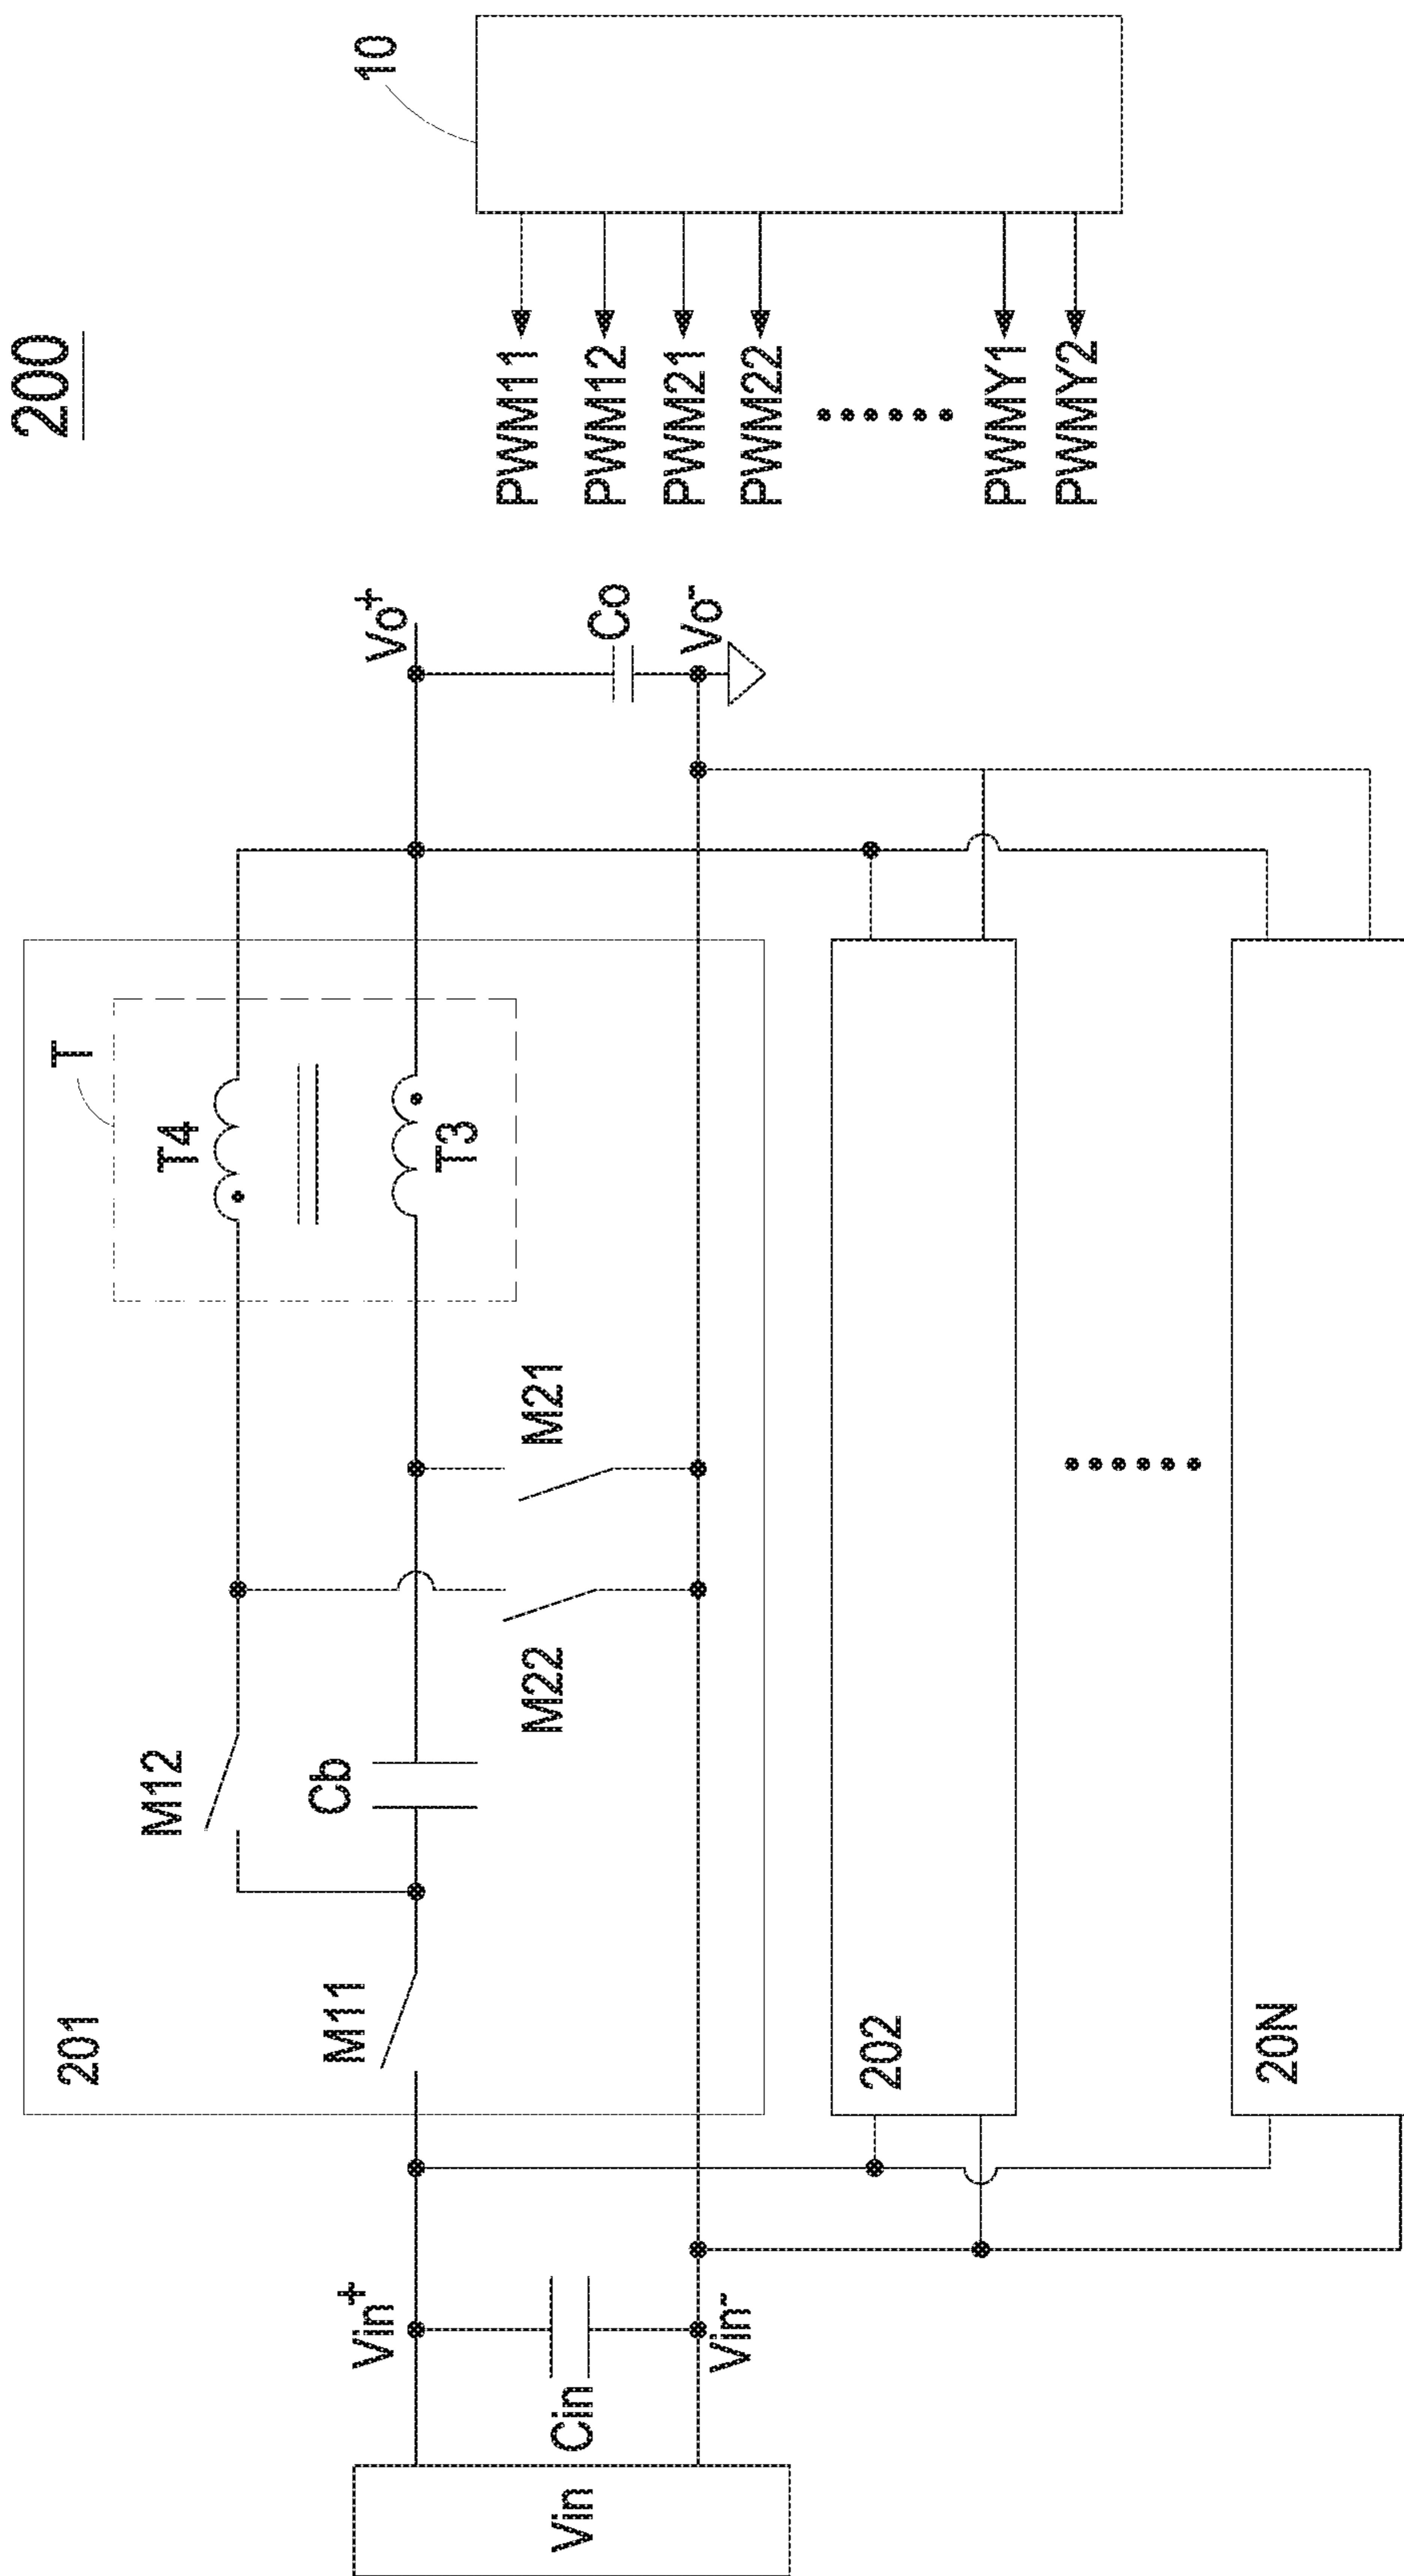 200
10
PWM11
PWM12
PWM21
PWM22
PWMY1
PWMY2
Vo+
Co
Vo-
T
T4
T3
M21
M22
M12
Cb
M11
201
202
20N
Vin+
Cin
Vin-
Vin